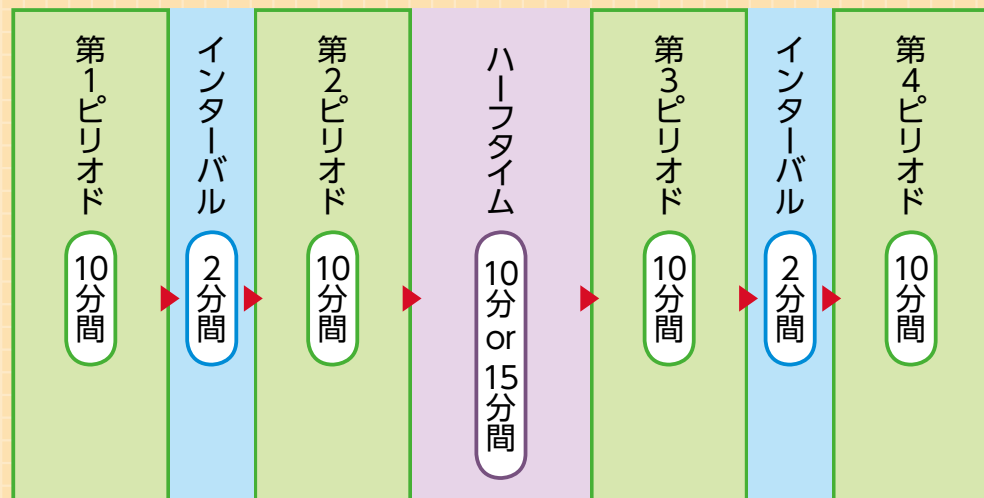 第1ピリオド
10分間
インターバル
2分間
第2ピリオド
10分間
ハーフタイム
10分 or 15分間
第3ピリオド
10分間
インターバル
2分間
第4ピリオド
10分間